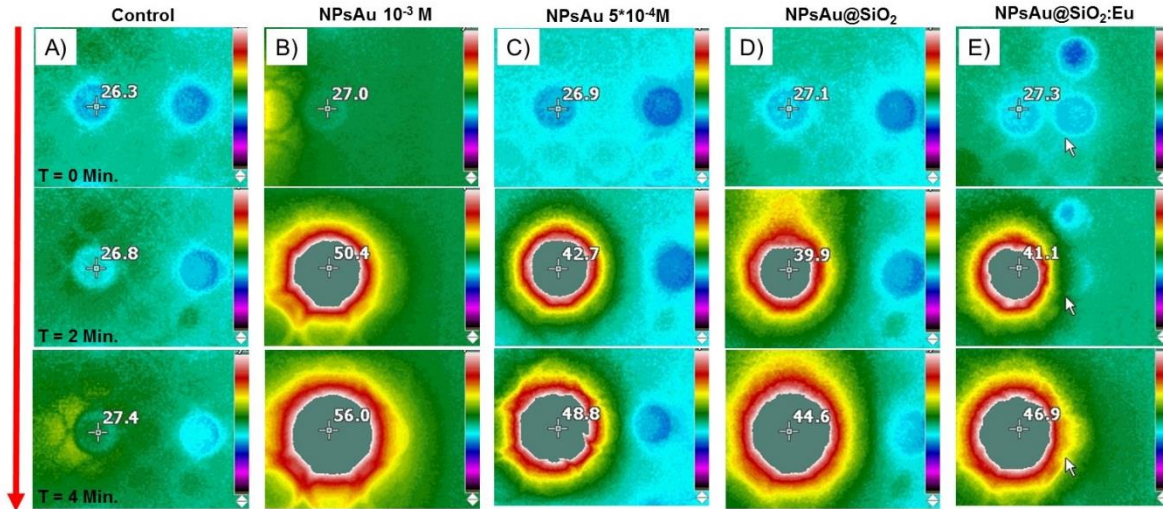 Control NPsAu 10⁻³ M NPsAu 5*10⁻⁴M NPsAu@SiO₂ NPsAu@SiO₂:Eu
A) B) C) D) E)
26.3 27.0 26.9 27.1 27.3
T = 0 Min.
26.8 50.4 42.7 39.9 41.1
T = 2 Min.
27.4 56.0 48.8 44.6 46.9
T = 4 Min.